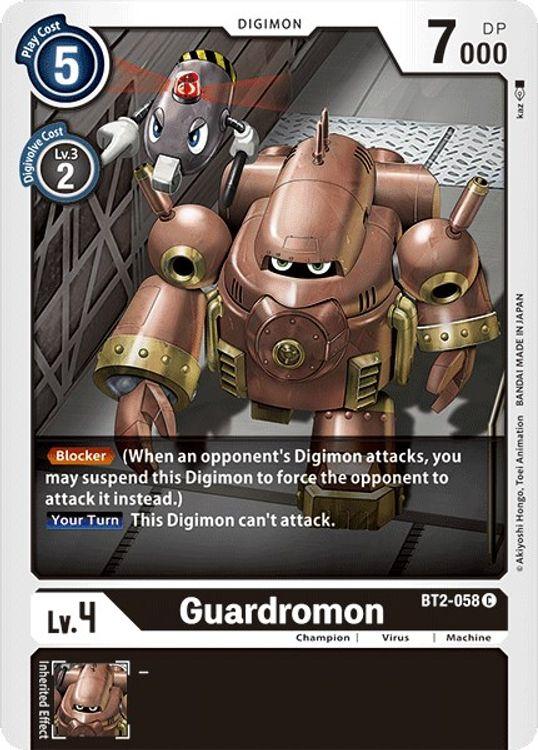 Play Cost
5
DIGIMON
DP
7000
Digivolve Cost
Lv.3
2
kaz
Blocker (When an opponent's Digimon attacks, you
may suspend this Digimon to force the opponent to
attack it instead.)
Your Turn This Digimon can't attack.
© Akiyoshi Hongo, Toei Animation BANDAI MADE IN JAPAN
Lv.4
Guardromon
BT2-058 C
Champion | Virus | Machine
Inherited Effect
–